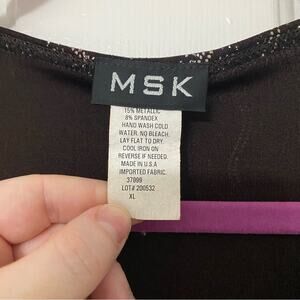 MSK
15% METALLIC
8% SPANDEX
HAND WASH COLD
WATER. NO BLEACH.
LAY FLAT TO DRY.
COOL IRON ON
REVERSE IF NEEDED.
MADE IN U.S.A
IMPORTED FABRIC.
37999
LOT# 200532
XL